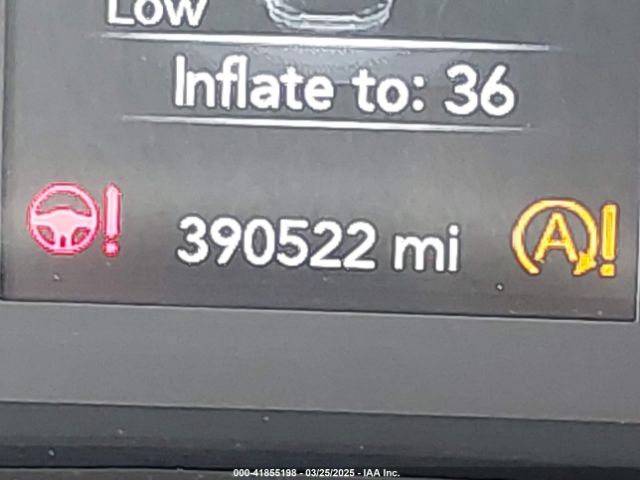 Low
Inflate to: 36
390522 mi
A
000-41855198 - 03/25/2025 - IAA Inc.